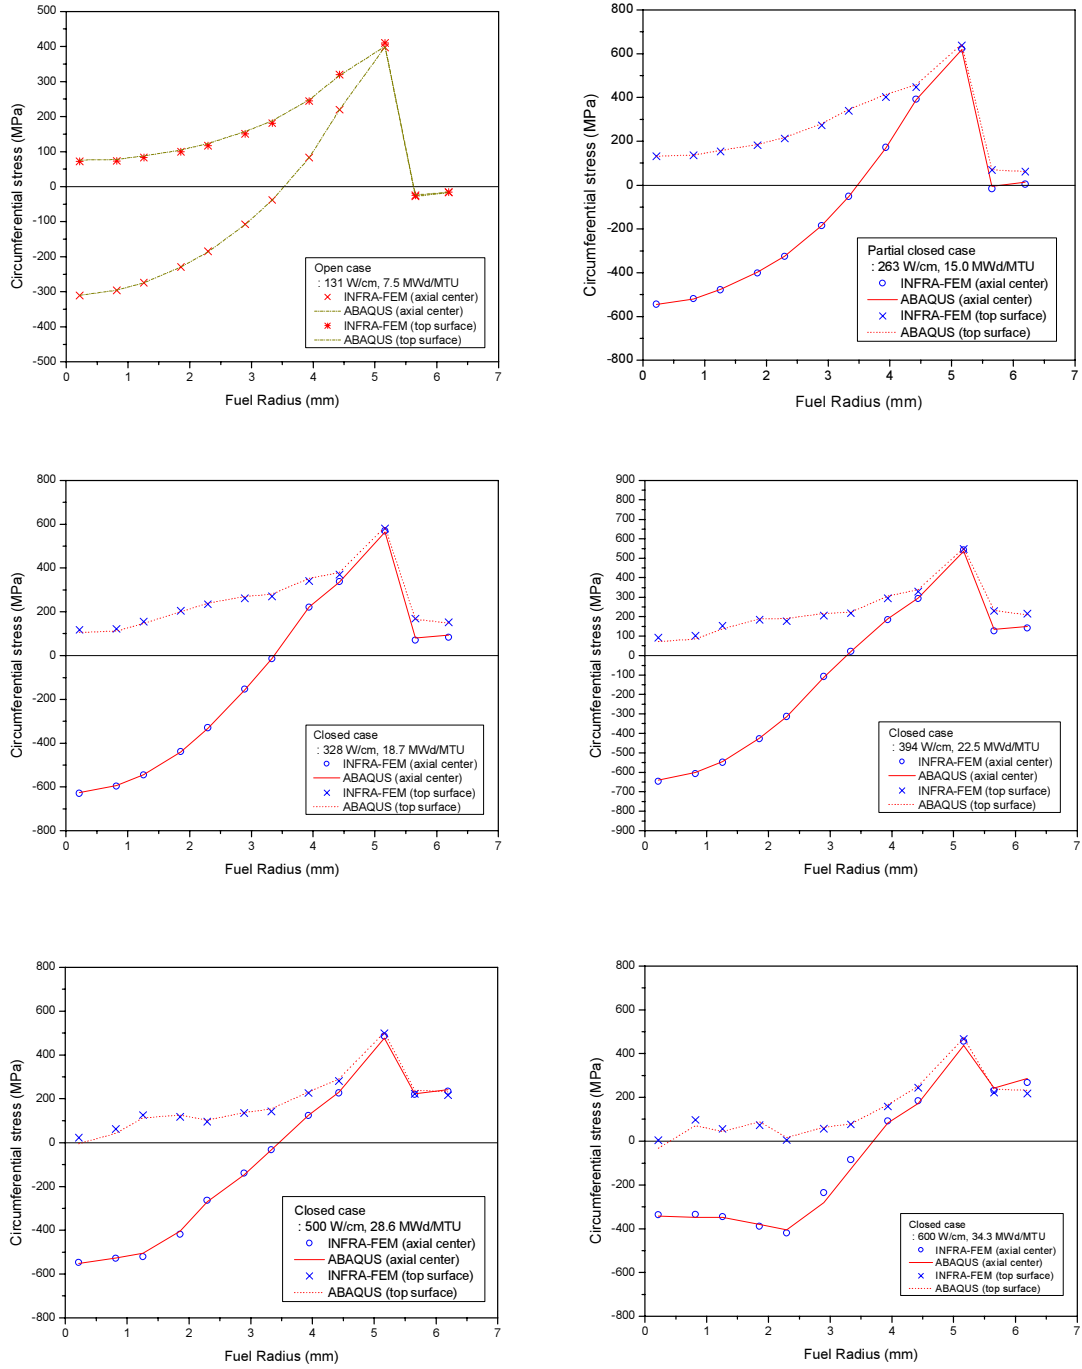 500
400
300
200
100
0
-100
-200
-300
-400
-500
Circumferential stress (MPa)
Open case
: 131 W/cm, 7.5 MWd/MTU
INFRA-FEM (axial center)
ABAQUS (axial center)
INFRA-FEM (top surface)
ABAQUS (top surface)
0 1 2 3 4 5 6 7
Fuel Radius (mm)
800
600
400
200
0
-200
-400
-600
-800
Circumferential stress (MPa)
Partial closed case
: 263 W/cm, 15.0 MWd/MTU
INFRA-FEM (axial center)
ABAQUS (axial center)
INFRA-FEM (top surface)
ABAQUS (top surface)
0 1 2 3 4 5 6 7
Fuel Radius (mm)
800
600
400
200
0
-200
-400
-600
-800
Circumferential stress (MPa)
Closed case
: 328 W/cm, 18.7 MWd/MTU
INFRA-FEM (axial center)
ABAQUS (axial center)
INFRA-FEM (top surface)
ABAQUS (top surface)
0 1 2 3 4 5 6 7
Fuel Radius (mm)
900
800
700
600
500
400
300
200
100
0
-100
-200
-300
-400
-500
-600
-700
-800
-900
Circumferential stress (MPa)
Closed case
: 394 W/cm, 22.5 MWd/MTU
INFRA-FEM (axial center)
ABAQUS (axial center)
INFRA-FEM (top surface)
ABAQUS (top surface)
0 1 2 3 4 5 6 7
Fuel Radius (mm)
800
600
400
200
0
-200
-400
-600
-800
Circumferential stress (MPa)
Closed case
: 500 W/cm, 28.6 MWd/MTU
INFRA-FEM (axial center)
ABAQUS (axial center)
INFRA-FEM (top surface)
ABAQUS (top surface)
0 1 2 3 4 5 6 7
Fuel Radius (mm)
800
600
400
200
0
-200
-400
-600
-800
Circumferential stress (MPa)
Closed case
: 600 W/cm, 34.3 MWd/MTU
INFRA-FEM (axial center)
ABAQUS (axial center)
INFRA-FEM (top surface)
ABAQUS (top surface)
0 1 2 3 4 5 6 7
Fuel Radius (mm)